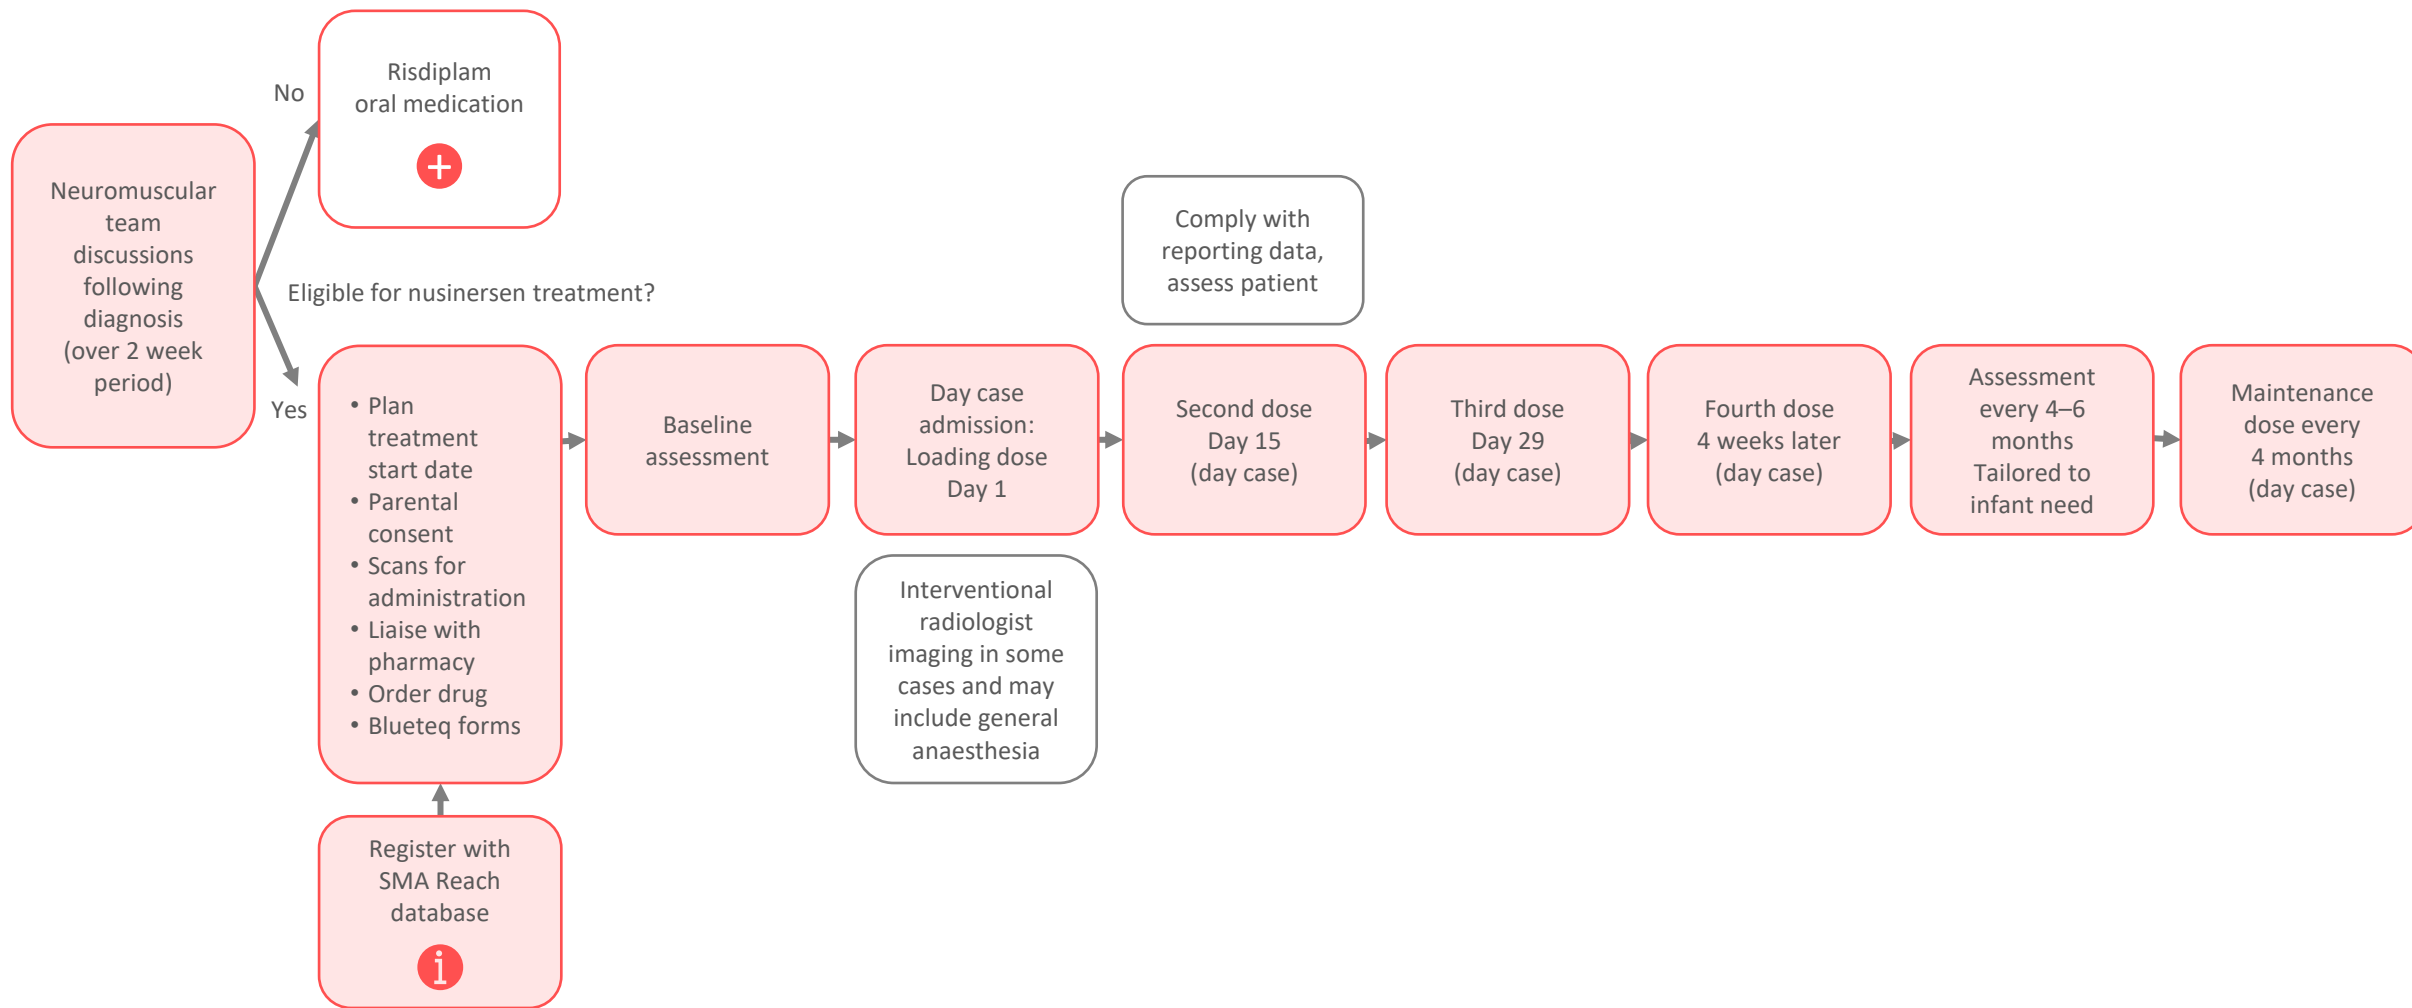 Neuromuscular
team
discussions
following
diagnosis
(over 2 week
period)
No
Risdiplam
oral medication
+
Eligible for nusinersen treatment?
Yes
• Plan
treatment
start date
• Parental
consent
• Scans for
administration
• Liaise with
pharmacy
• Order drug
• Blueteq forms
Register with
SMA Reach
database
i
Baseline
assessment
Day case
admission:
Loading dose
Day 1
Interventional
radiologist
imaging in some
cases and may
include general
anaesthesia
Comply with
reporting data,
assess patient
Second dose
Day 15
(day case)
Third dose
Day 29
(day case)
Fourth dose
4 weeks later
(day case)
Assessment
every 4–6
months
Tailored to
infant need
Maintenance
dose every
4 months
(day case)